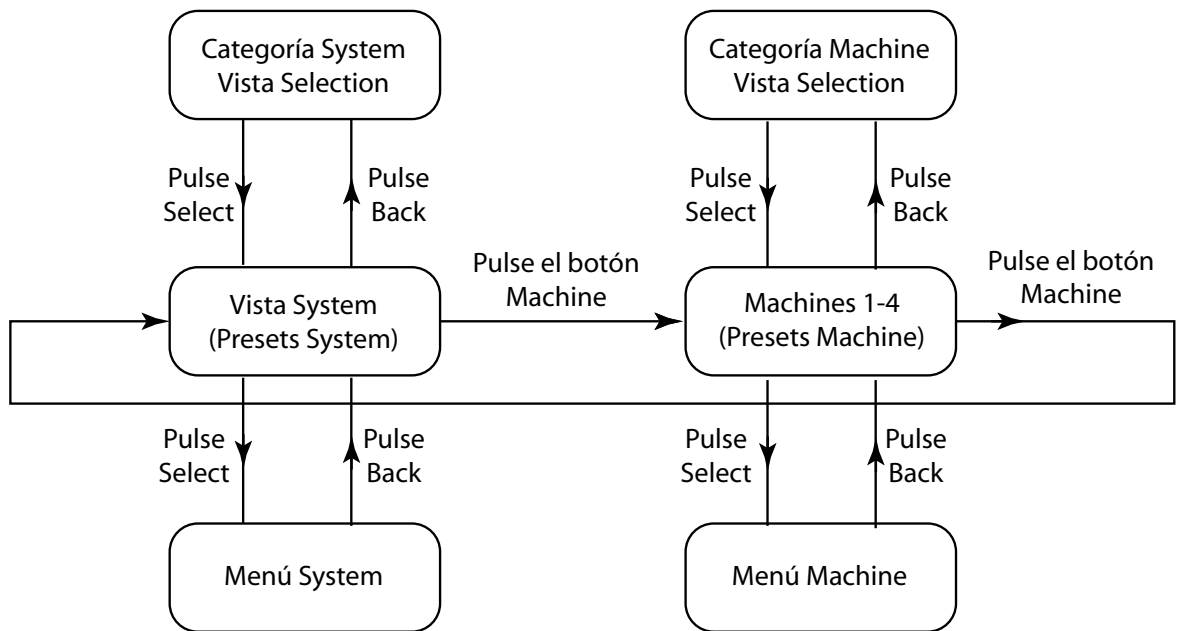 Categoría System
Vista Selection
Categoría Machine
Vista Selection
Pulse
Select
Pulse
Back
Pulse
Select
Pulse
Back
Vista System
(Presets System)
Pulse el botón
Machine
Machines 1-4
(Presets Machine)
Pulse el botón
Machine
Pulse
Select
Pulse
Back
Pulse
Select
Pulse
Back
Menú System
Menú Machine